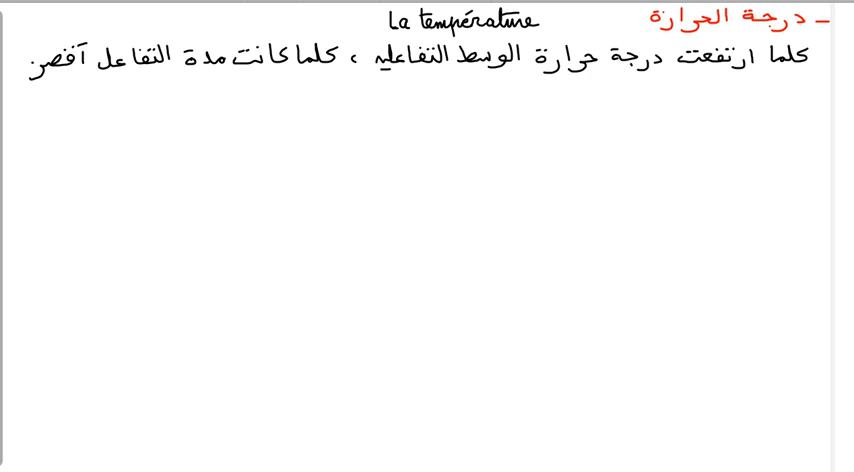 – درجة الحرارة La température
كلما ارتفعت درجة حرارة الوسط التفاعلي ، كلما كانت مدة التفاعل أقصر